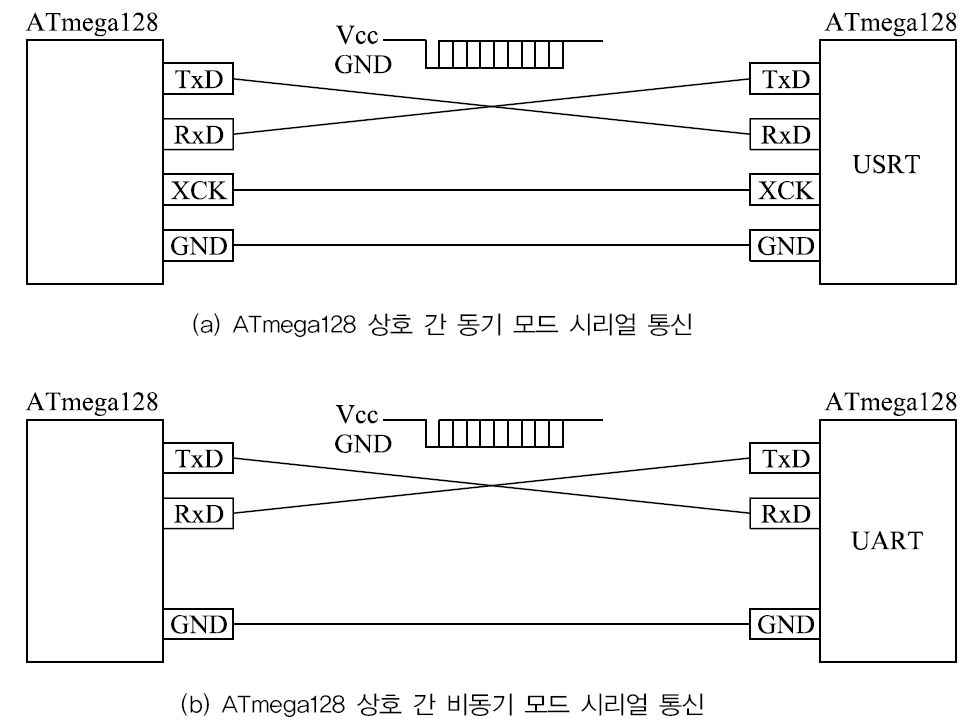 ATmega128
ATmega128
Vcc
GND
TxD
TxD
RxD
RxD
USRT
XCK
XCK
GND
GND
(a) ATmega128 상호 간 동기 모드 시리얼 통신
ATmega128
ATmega128
Vcc
GND
TxD
TxD
RxD
RxD
UART
GND
GND
(b) ATmega128 상호 간 비동기 모드 시리얼 통신